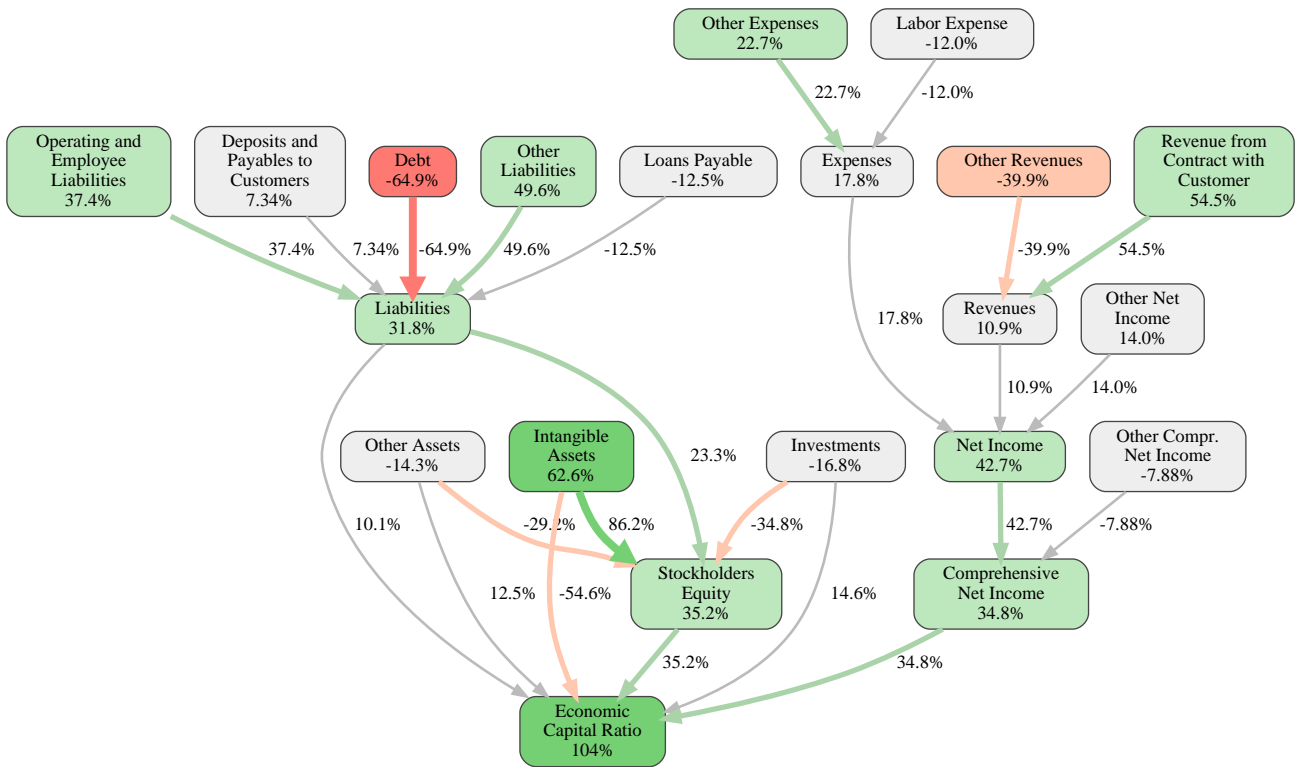 Other Expenses
22.7%
Labor Expense
-12.0%
22.7%
-12.0%
Operating and
Employee
Liabilities
37.4%
Deposits and
Payables to
Customers
7.34%
Debt
-64.9%
Other
Liabilities
49.6%
Loans Payable
-12.5%
Expenses
17.8%
Other Revenues
-39.9%
Revenue from
Contract with
Customer
54.5%
37.4%
7.34%
-64.9%
49.6%
-12.5%
-39.9%
54.5%
Liabilities
31.8%
17.8%
Revenues
10.9%
Other Net
Income
14.0%
10.9%
14.0%
Other Assets
-14.3%
Intangible
Assets
62.6%
23.3%
Investments
-16.8%
Net Income
42.7%
Other Compr.
Net Income
-7.88%
10.1%
-29.2%
86.2%
-34.8%
42.7%
-7.88%
12.5%
-54.6%
Stockholders
Equity
35.2%
14.6%
Comprehensive
Net Income
34.8%
35.2%
34.8%
Economic
Capital Ratio
104%